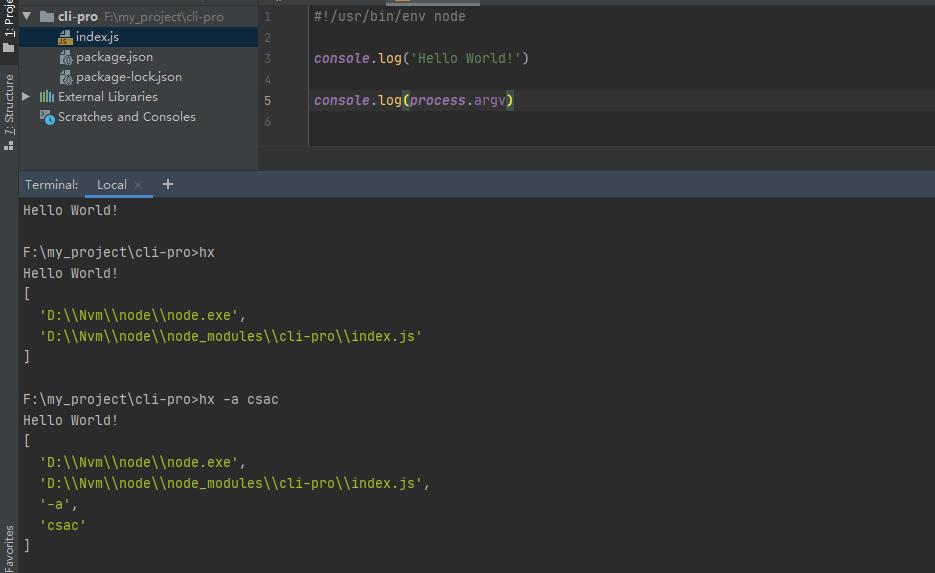 1: Proje
cli-pro F:\my_project\cli-pro
index.js
package.json
package-lock.json
External Libraries
Scratches and Consoles
7: Structure
Favorites
1 #!/usr/bin/env node
2
3 console.log('Hello World!')
4
5 console.log(process.argv)
6
Terminal: Local × +
Hello World!
F:\my_project\cli-pro>hx
Hello World!
[
'D:\\Nvm\\node\\node.exe',
'D:\\Nvm\\node\\node_modules\\cli-pro\\index.js'
]
F:\my_project\cli-pro>hx -a csac
Hello World!
[
'D:\\Nvm\\node\\node.exe',
'D:\\Nvm\\node\\node_modules\\cli-pro\\index.js',
'-a',
'csac'
]